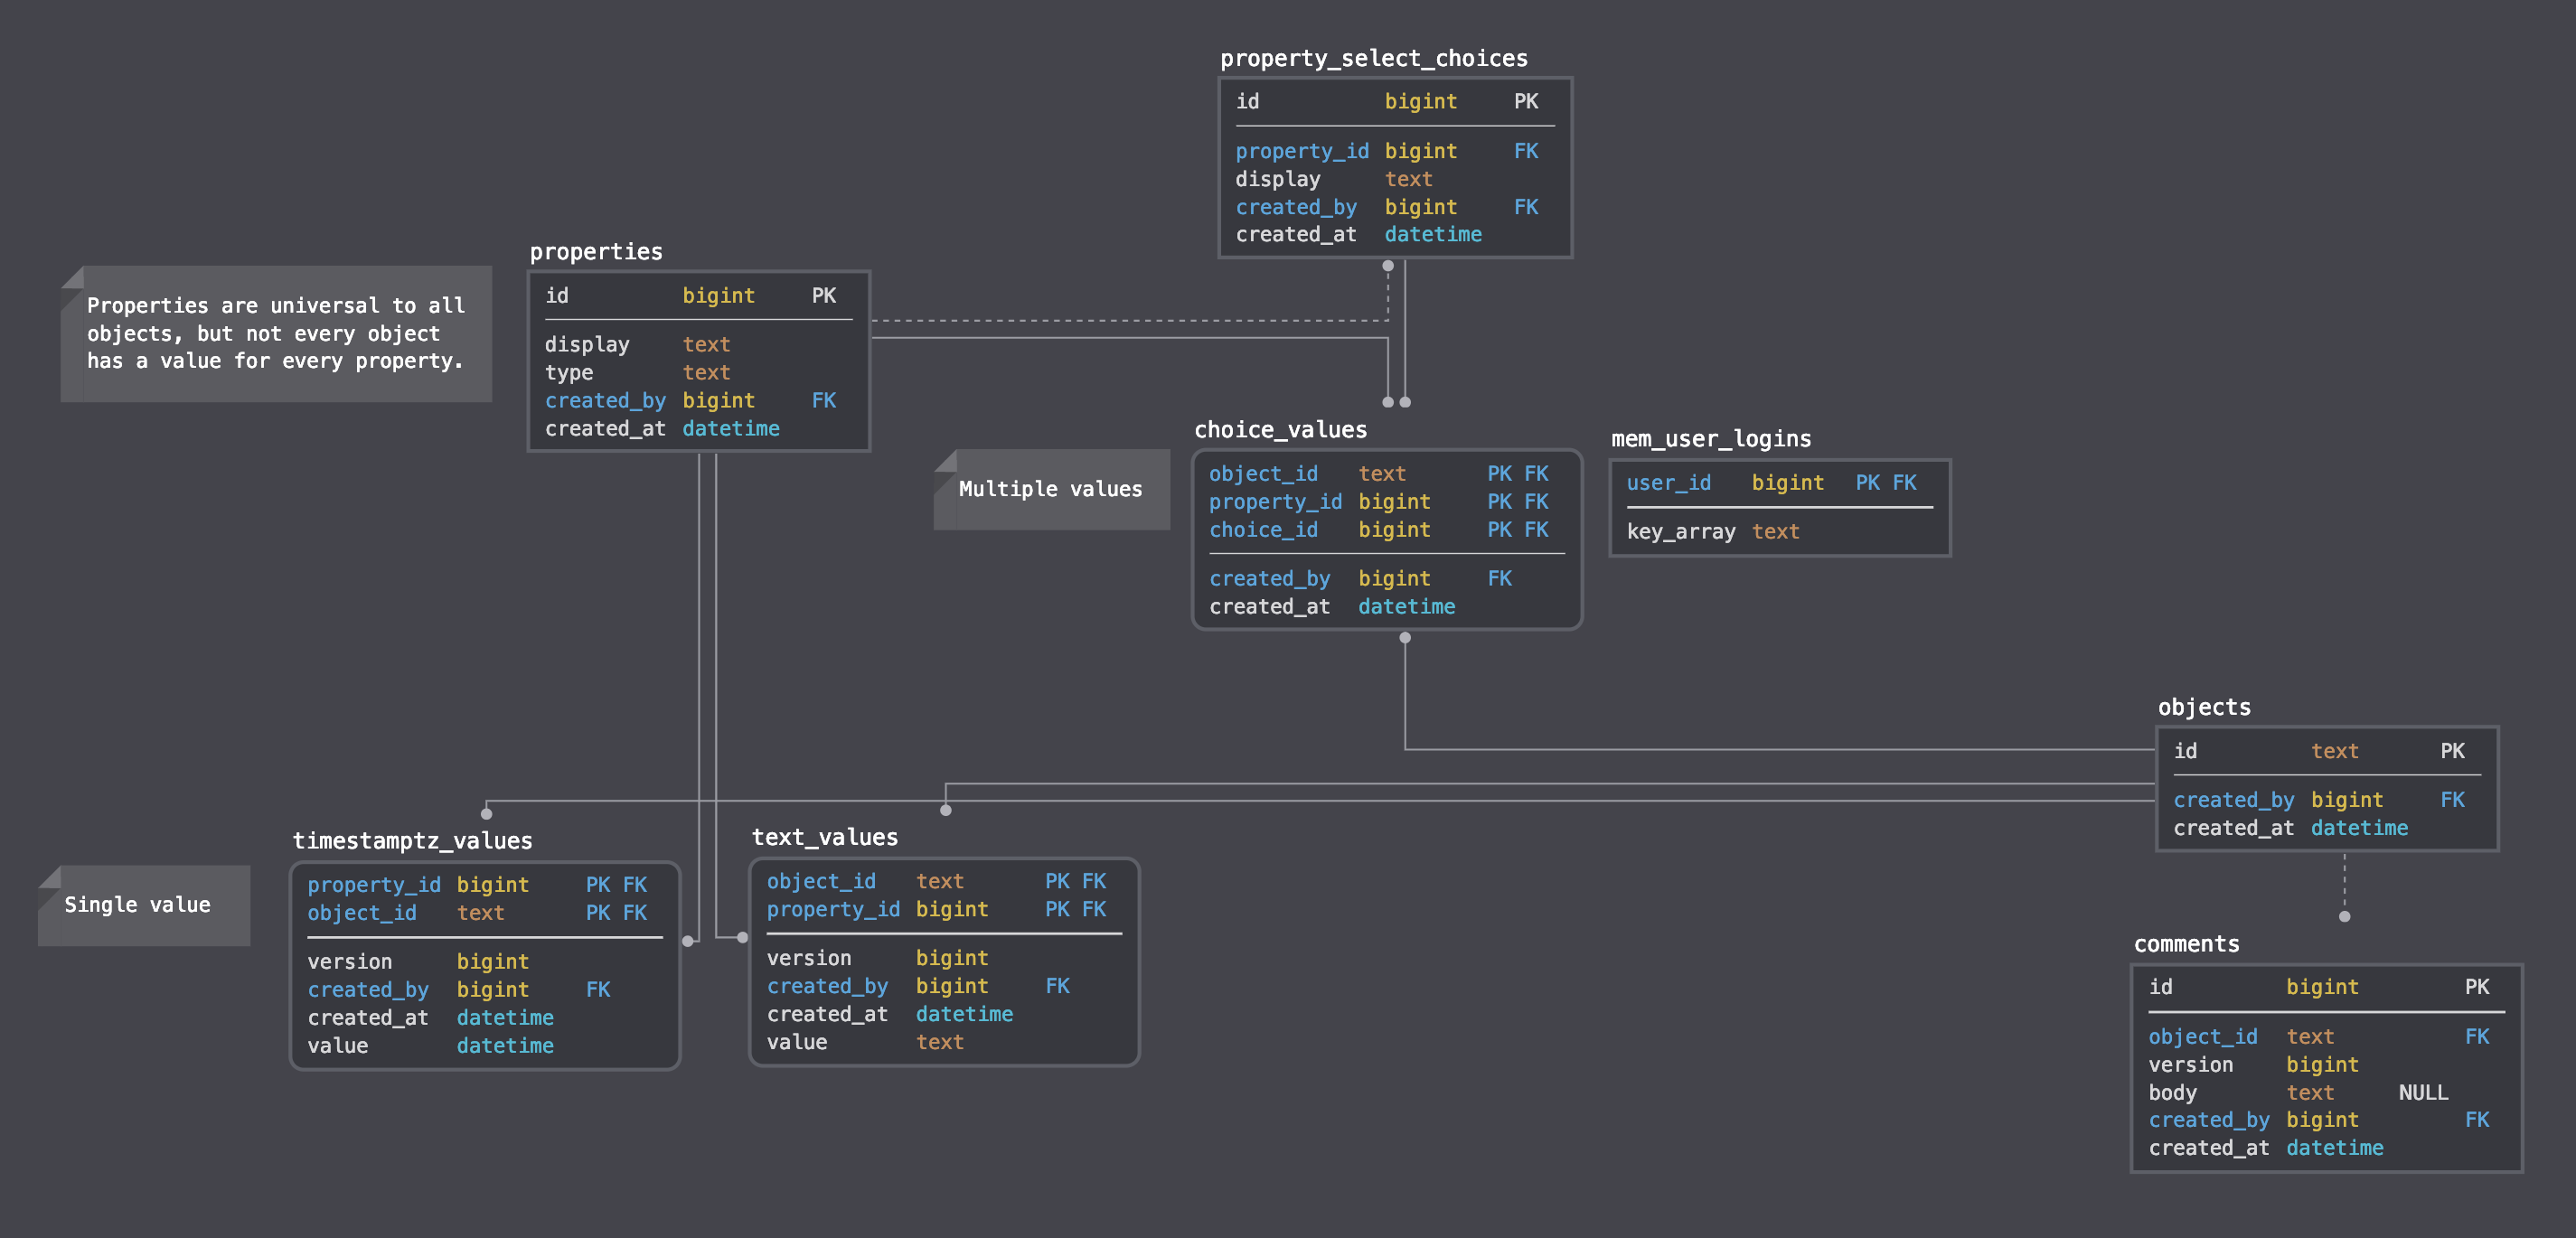 property_select_choices
id bigint PK
property_id bigint FK
display text
created_by bigint FK
created_at datetime
properties
id bigint PK
display text
type text
created_by bigint FK
created_at datetime
Properties are universal to all
objects, but not every object
has a value for every property.
choice_values
object_id text PK FK
property_id bigint PK FK
choice_id bigint PK FK
created_by bigint FK
created_at datetime
Multiple values
mem_user_logins
user_id bigint PK FK
key_array text
objects
id text PK
created_by bigint FK
created_at datetime
timestamptz_values
property_id bigint PK FK
object_id text PK FK
version bigint
created_by bigint FK
created_at datetime
value datetime
Single value
text_values
object_id text PK FK
property_id bigint PK FK
version bigint
created_by bigint FK
created_at datetime
value text
comments
id bigint PK
object_id text FK
version bigint
body text NULL
created_by bigint FK
created_at datetime